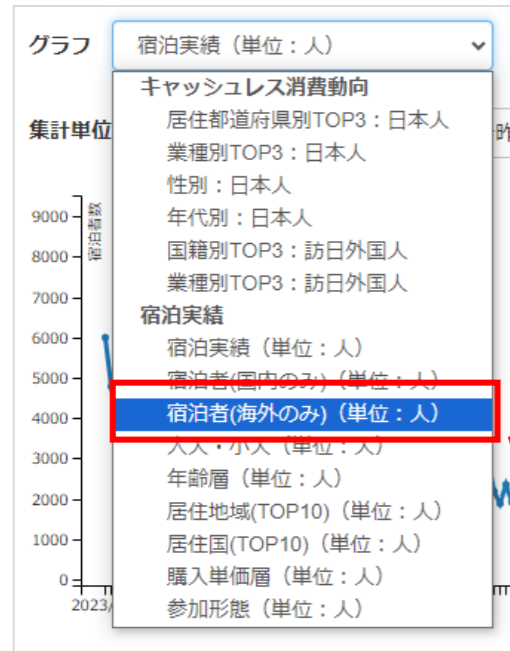 グラフ 宿泊実績（単位：人）
キャッシュレス消費動向
集計単位
居住都道府県別TOP3：日本人
業種別TOP3：日本人
性別：日本人
年代別：日本人
国籍別TOP3：訪日外国人
業種別TOP3：訪日外国人
宿泊実績
宿泊実績（単位：人）
宿泊者(国内のみ)（単位：人）
宿泊者(海外のみ)（単位：人）
大人・小人（単位：人）
年齢層（単位：人）
居住地域(TOP10)（単位：人）
居住国(TOP10)（単位：人）
購入単価層（単位：人）
参加形態（単位：人）
宿泊者数
9000
8000
7000
6000
5000
4000
3000
2000
1000
0
2023/